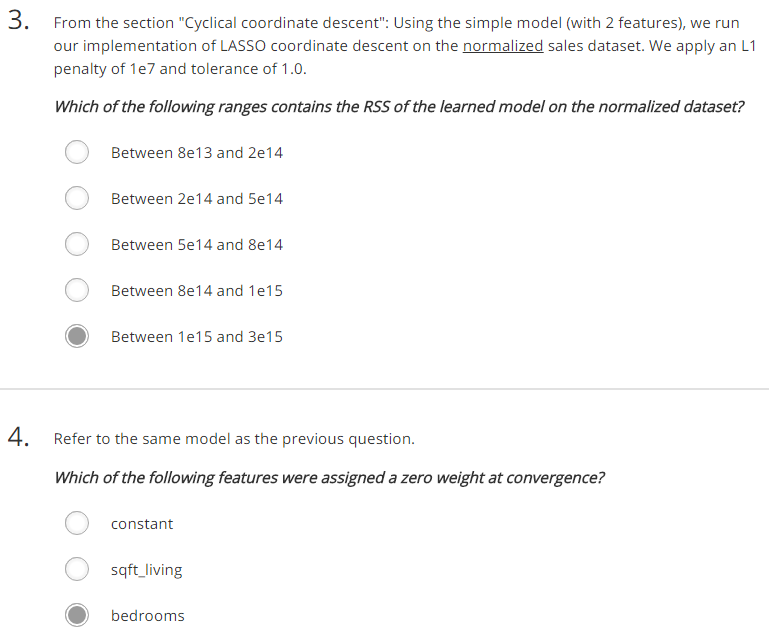 3. From the section "Cyclical coordinate descent": Using the simple model (with 2 features), we run
our implementation of LASSO coordinate descent on the normalized sales dataset. We apply an L1
penalty of 1e7 and tolerance of 1.0.
Which of the following ranges contains the RSS of the learned model on the normalized dataset?
Between 8e13 and 2e14
Between 2e14 and 5e14
Between 5e14 and 8e14
Between 8e14 and 1e15
Between 1e15 and 3e15
4. Refer to the same model as the previous question.
Which of the following features were assigned a zero weight at convergence?
constant
sqft_living
bedrooms